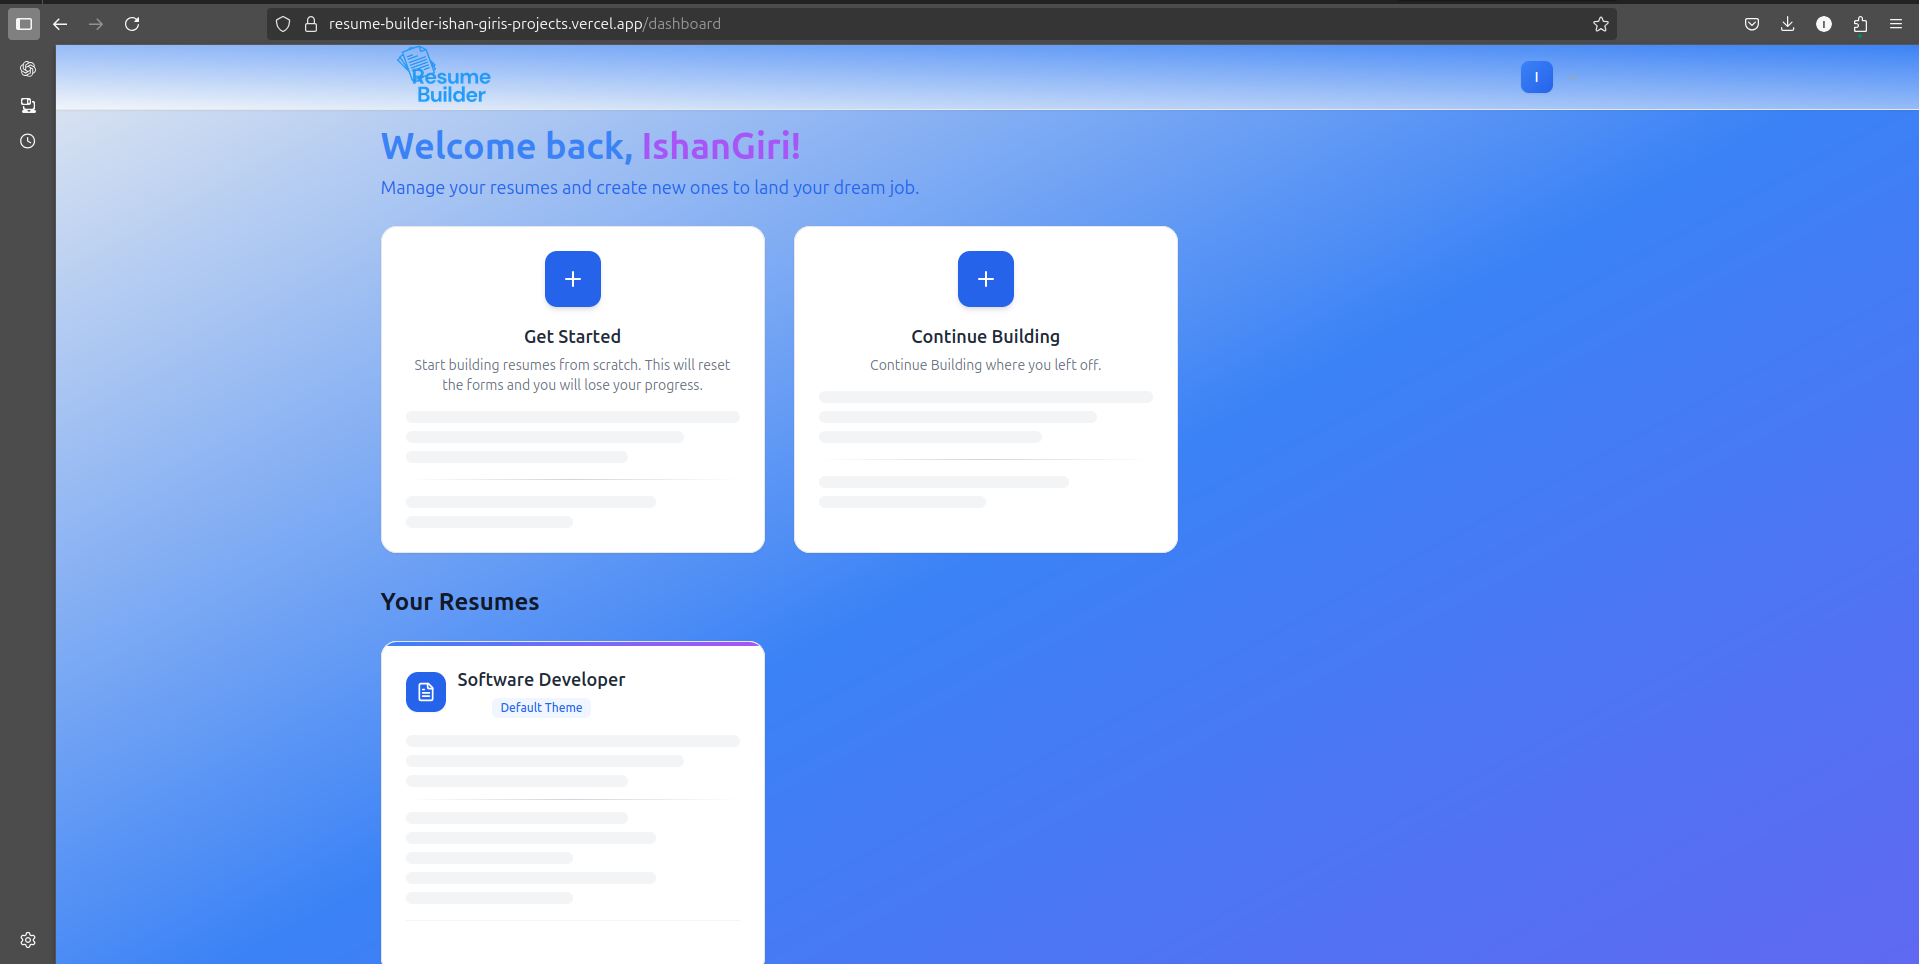 resume-builder-ishan-giris-projects.vercel.app/dashboard
I
Resume
Builder
I
Welcome back, IshanGiri!
Manage your resumes and create new ones to land your dream job.
Get Started
Start building resumes from scratch. This will reset
the forms and you will lose your progress.
Continue Building
Continue Building where you left off.
Your Resumes
Software Developer
Default Theme